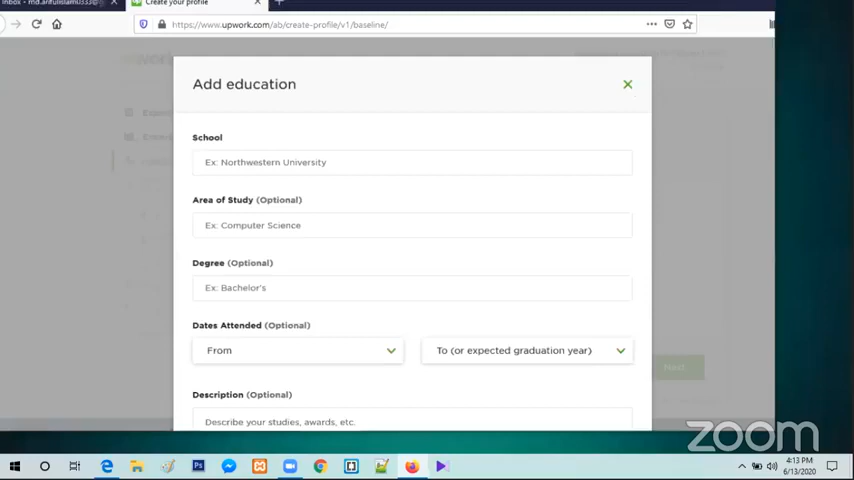 Create your profile
https://www.upwork.com/ab/create-profile/v1/baseline/
Add education
School
Ex: Northwestern University
Area of Study (Optional)
Ex: Computer Science
Degree (Optional)
Ex: Bachelor's
Dates Attended (Optional)
From
To (or expected graduation year)
Next
Description (Optional)
Describe your studies, awards, etc.
zoom
4:13 PM
6/13/2020